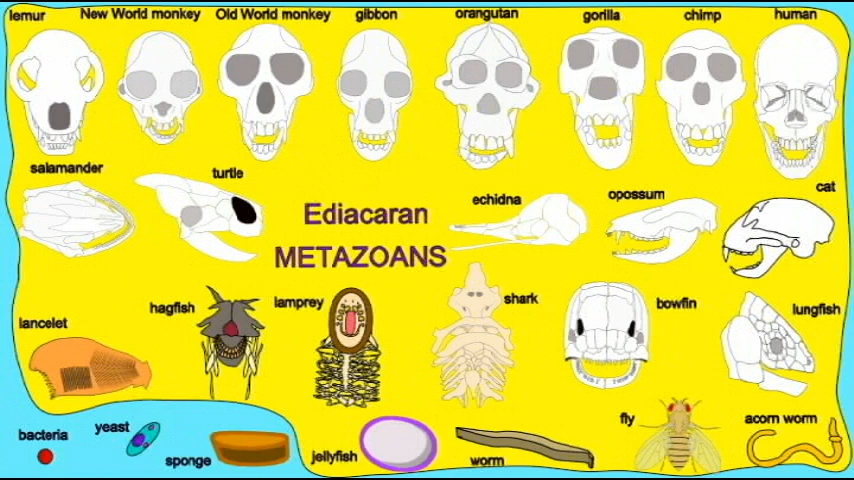 lemur
New World monkey
Old World monkey
gibbon
orangutan
gorilla
chimp
human
salamander
turtle
echidna
opossum
cat
Ediacaran
METAZOANS
lancelet
hagfish
lamprey
shark
bowfin
lungfish
bacteria
yeast
sponge
jellyfish
worm
fly
acorn worm